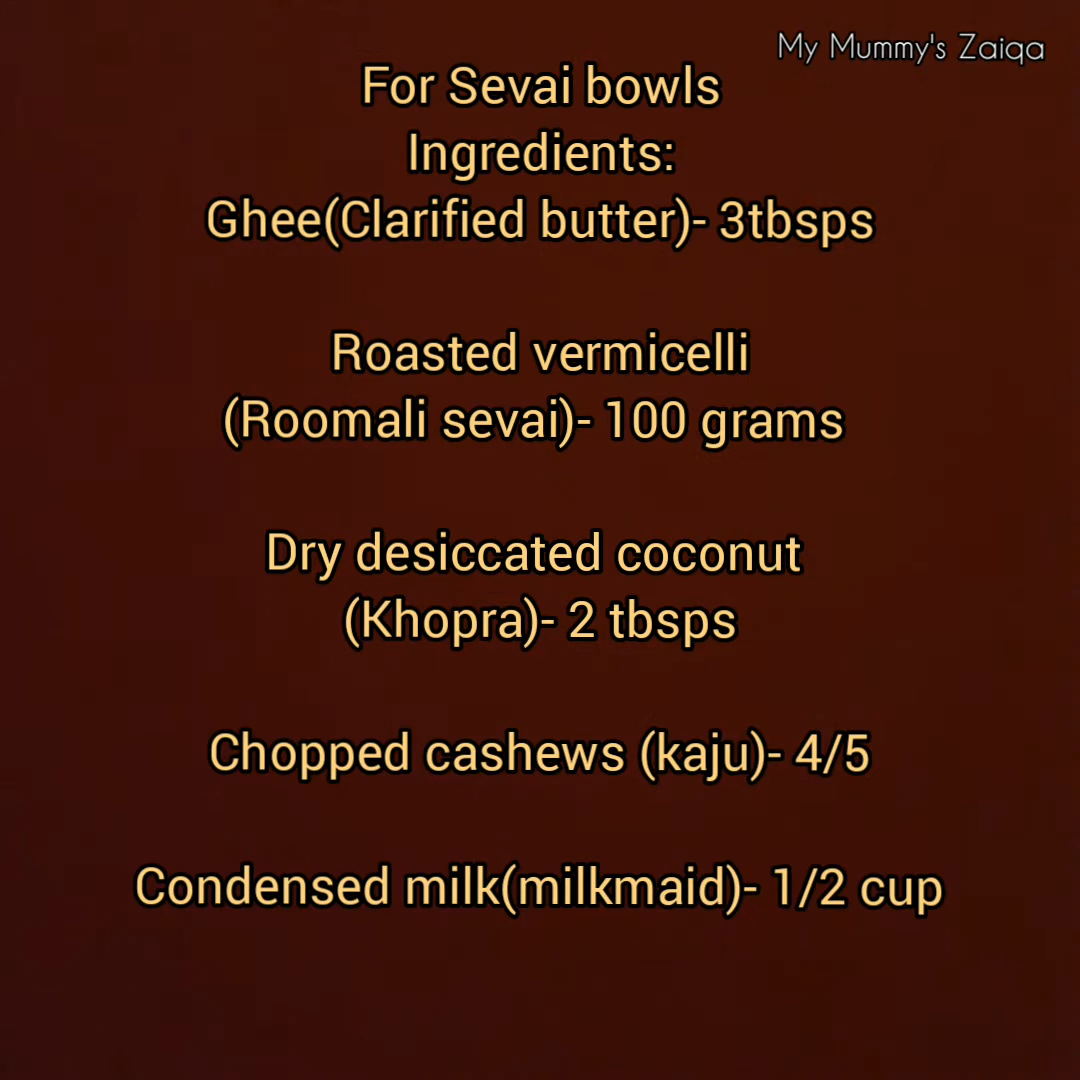 My Mummy's Zaiqa
For Sevai bowls
Ingredients:
Ghee(Clarified butter)- 3tbsps
Roasted vermicelli
(Roomali sevai)- 100 grams
Dry desiccated coconut
(Khopra)- 2 tbsps
Chopped cashews (kaju)- 4/5
Condensed milk(milkmaid)- 1/2 cup